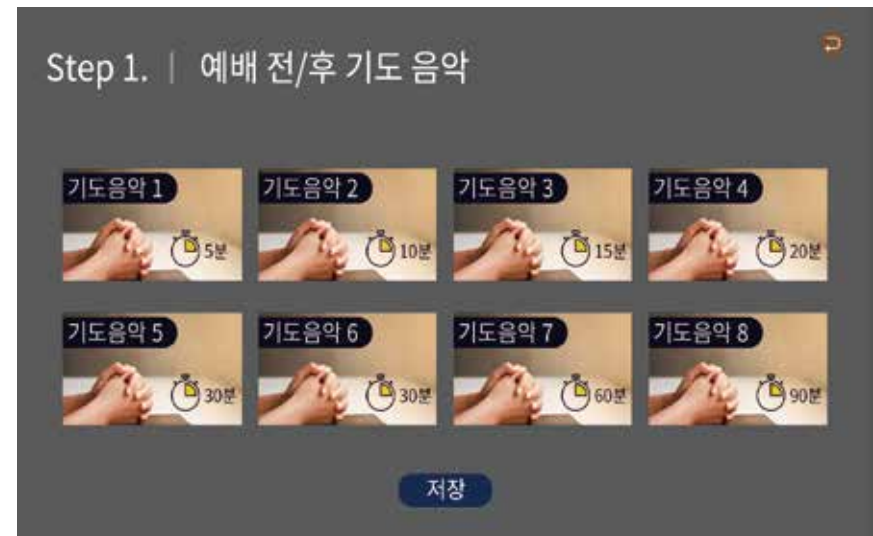 Step 1. | 예배 전/후 기도 음악
기도음악 1
5분
기도음악 2
10분
기도음악 3
15분
기도음악 4
20분
기도음악 5
30분
기도음악 6
30분
기도음악 7
60분
기도음악 8
90분
저장